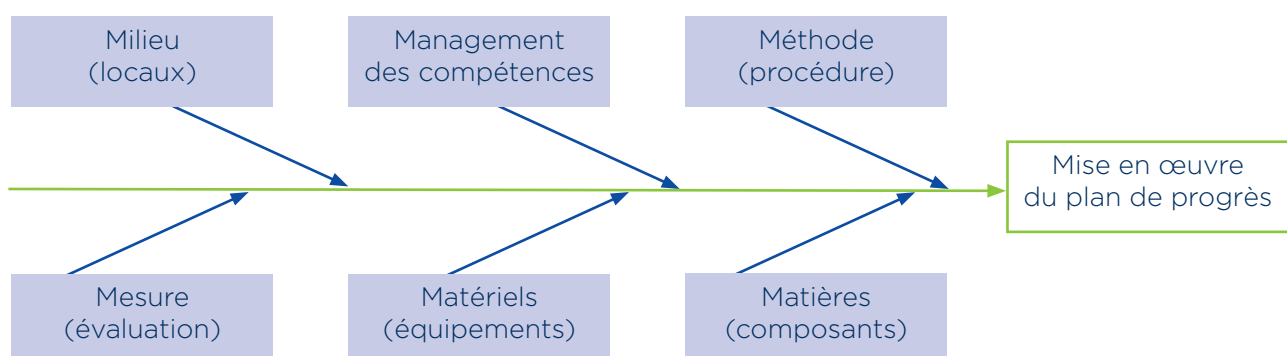 Milieu
(locaux)
Management
des compétences
Méthode
(procédure)
Mise en œuvre
du plan de progrès
Mesure
(évaluation)
Matériels
(équipements)
Matières
(composants)